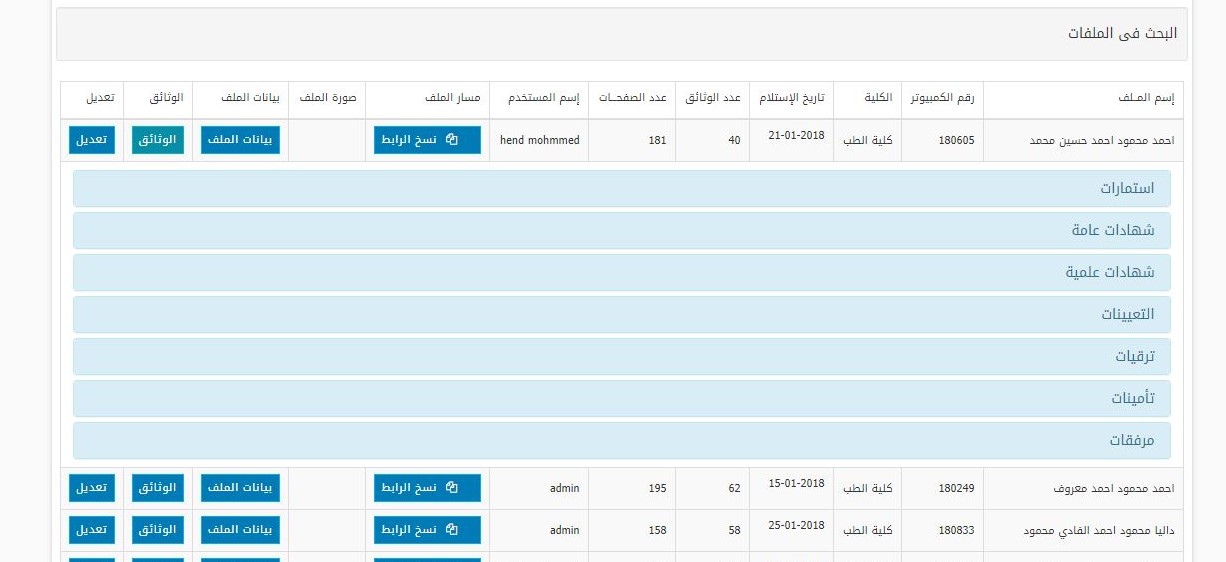 البحث فى الملفات
إسم الملف رقم الكمبيوتر الكلية تاريخ الإستلام عدد الوثائق عدد الصفحات إسم المستخدم مسار الملف صورة الملف بيانات الملف الوثائق تعديل
احمد محمود احمد حسين محمد 180605 كلية الطب 21-01-2018 40 181 hend mohmmed نسخ الرابط بيانات الملف الوثائق تعديل
استمارات
شهادات عامة
شهادات علمية
التعيينات
ترقيات
تأمينات
مرفقات
احمد محمود احمد معروف 180249 كلية الطب 15-01-2018 62 195 admin نسخ الرابط بيانات الملف الوثائق تعديل
داليا محمود احمد الفادي محمود 180833 كلية الطب 25-01-2018 58 158 admin نسخ الرابط بيانات الملف الوثائق تعديل